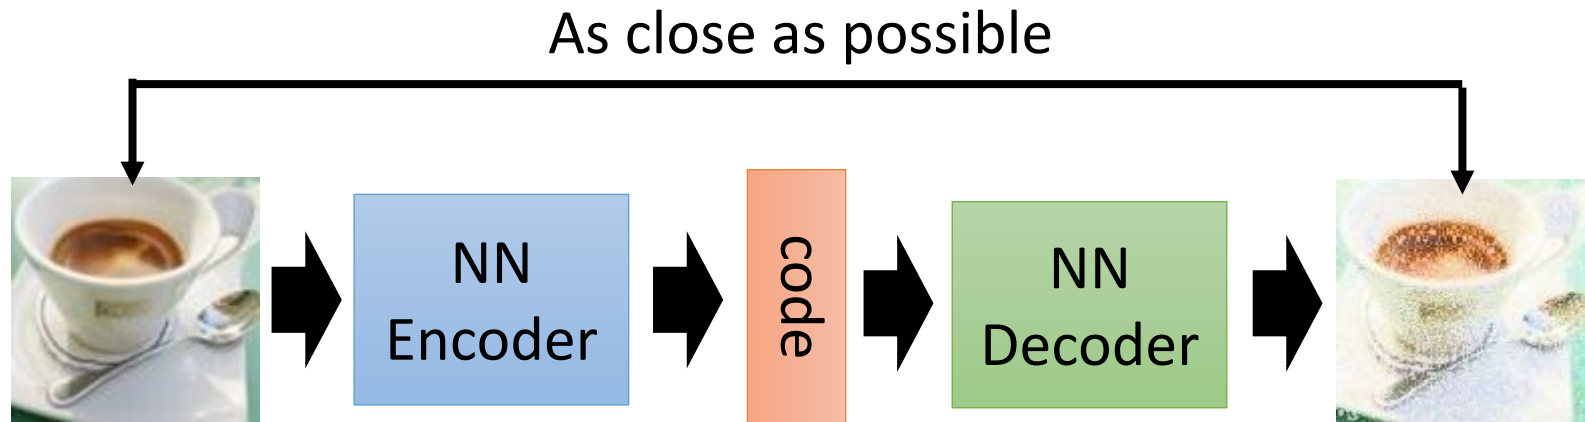 As close as possible
NN
Encoder
code
NN
Decoder